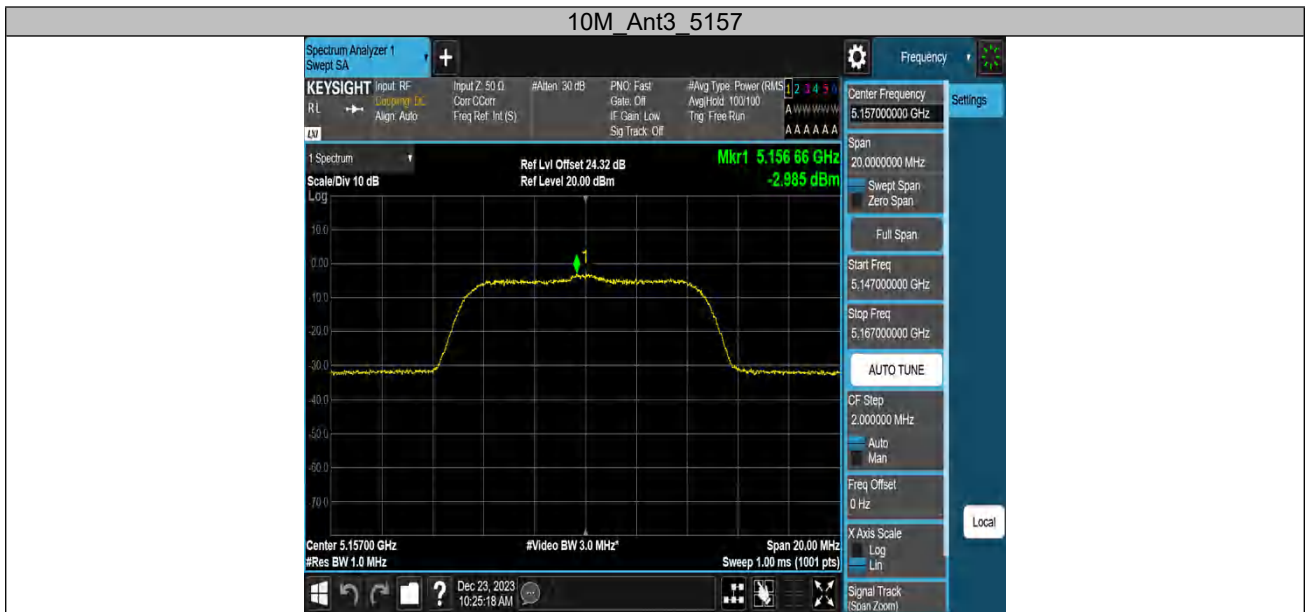 10M_Ant3_5157
Spectrum Analyzer 1
Swept SA
Frequency
KEYSIGHT
RL
LXI
Input: RF
Coupling: DC
Align: Auto
Input Z: 50 Ω
Corr CCorr
Freq Ref: Int (S)
#Atten: 30 dB
PNO: Fast
Gate: Off
IF Gain: Low
Sig Track: Off
#Avg Type: Power (RMS
Avg|Hold: 100/100
Trig: Free Run
1 2 3 4 5 6
A W W W W W
A A A A A A
1 Spectrum
Scale/Div 10 dB
Log
Ref Lvl Offset 24.32 dB
Ref Level 20.00 dBm
Mkr1 5.156 66 GHz
-2.985 dBm
10.0
0.00
-10.0
-20.0
-30.0
-40.0
-50.0
-60.0
-70.0
1
Center 5.15700 GHz
#Res BW 1.0 MHz
#Video BW 3.0 MHz*
Span 20.00 MHz
Sweep 1.00 ms (1001 pts)
Dec 23, 2023
10:25:18 AM
Center Frequency
5.157000000 GHz
Settings
Span
20.0000000 MHz
Swept Span
Zero Span
Full Span
Start Freq
5.147000000 GHz
Stop Freq
5.167000000 GHz
AUTO TUNE
CF Step
2.000000 MHz
Auto
Man
Freq Offset
0 Hz
X Axis Scale
Log
Lin
Local
Signal Track
(Span Zoom)